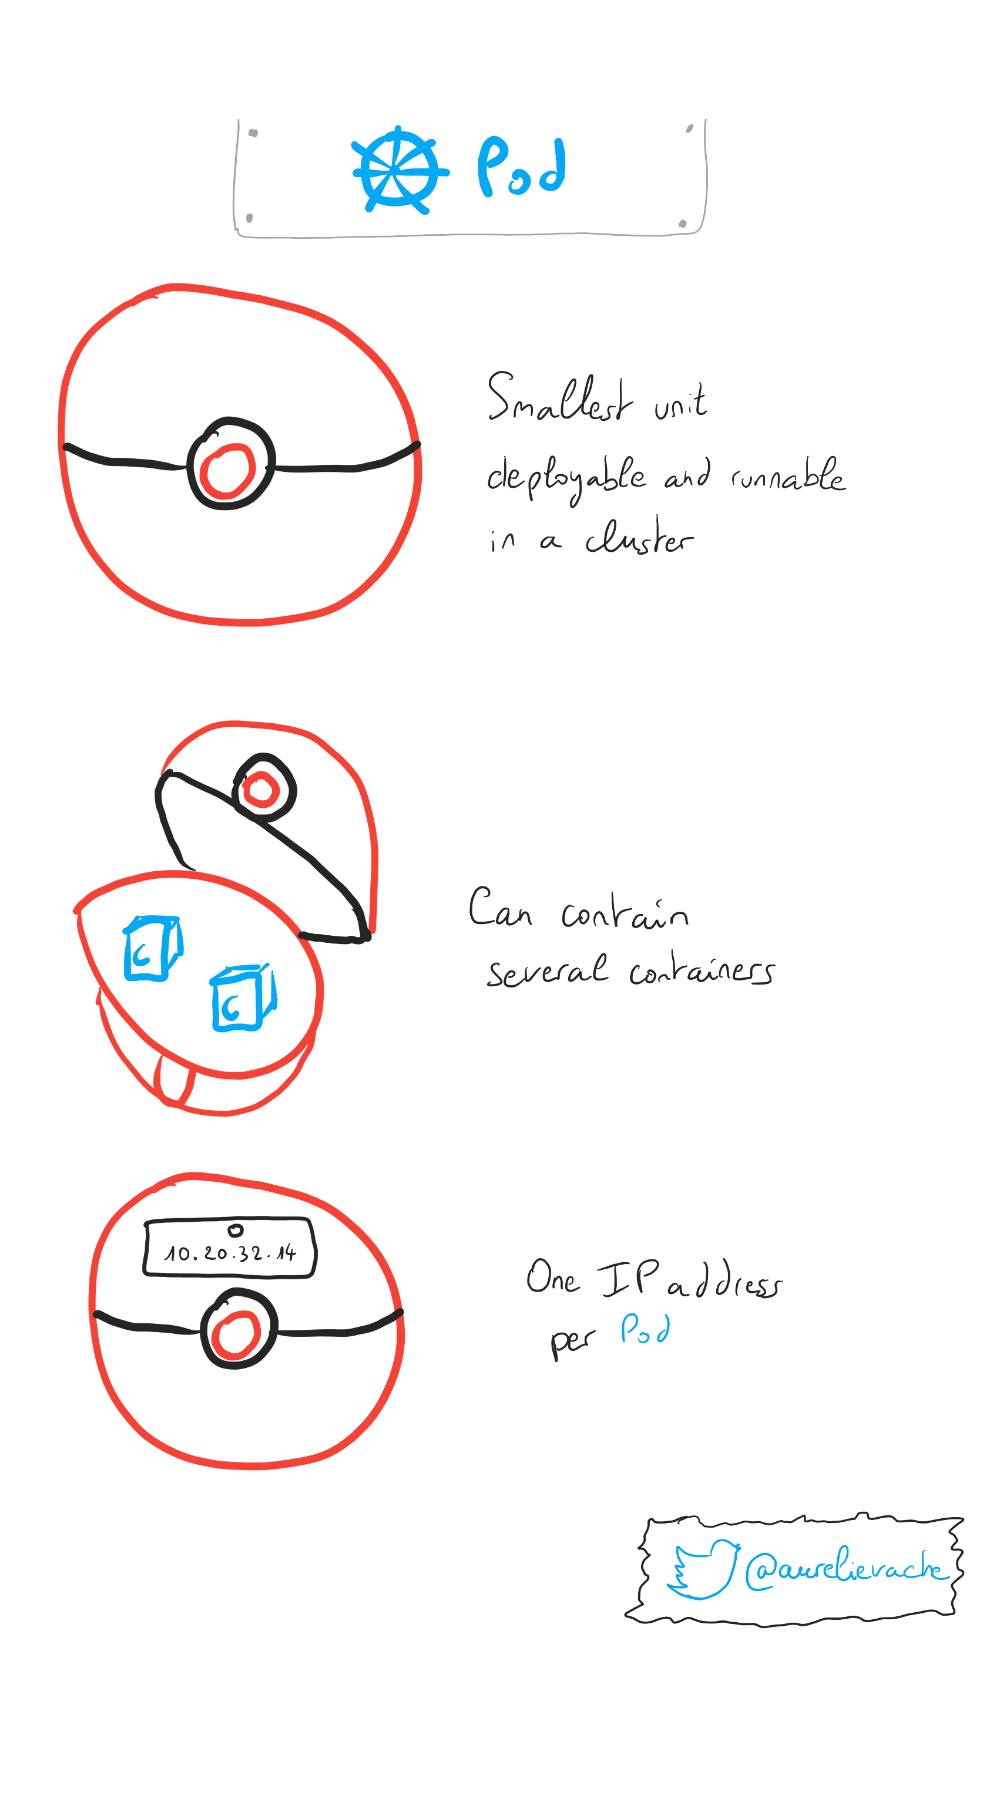 Pod
Smallest unit
deployable and runnable
in a cluster
C
C
Can contain
several containers
10.20.32.14
One IP address
per Pod
@aurelievache